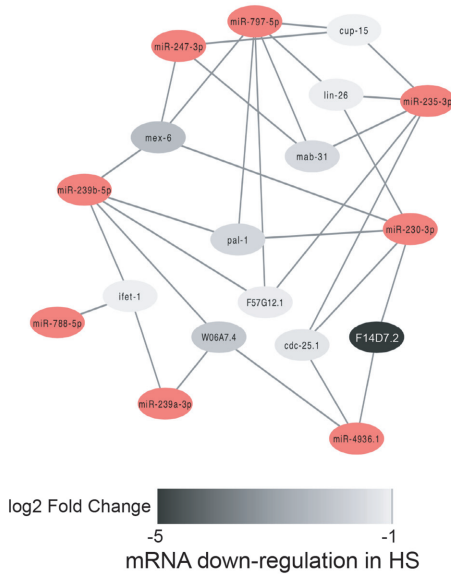 miR-797-5p
cup-15
miR-247-3p
lin-26
miR-235-3p
mex-6
mab-31
miR-239b-5p
miR-230-3p
pal-1
ifet-1
F57G12.1
miR-788-5p
W06A7.4
cdc-25.1
F14D7.2
miR-239a-3p
miR-4936.1
log2 Fold Change
-5
-1
mRNA down-regulation in HS